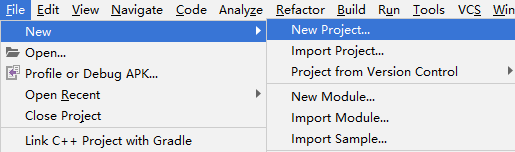 File Edit View Navigate Code Analyze Refactor Build Run Tools VCS Win
New
Open...
Profile or Debug APK...
Open Recent
Close Project
Link C++ Project with Gradle
New Project...
Import Project...
Project from Version Control
New Module...
Import Module...
Import Sample...